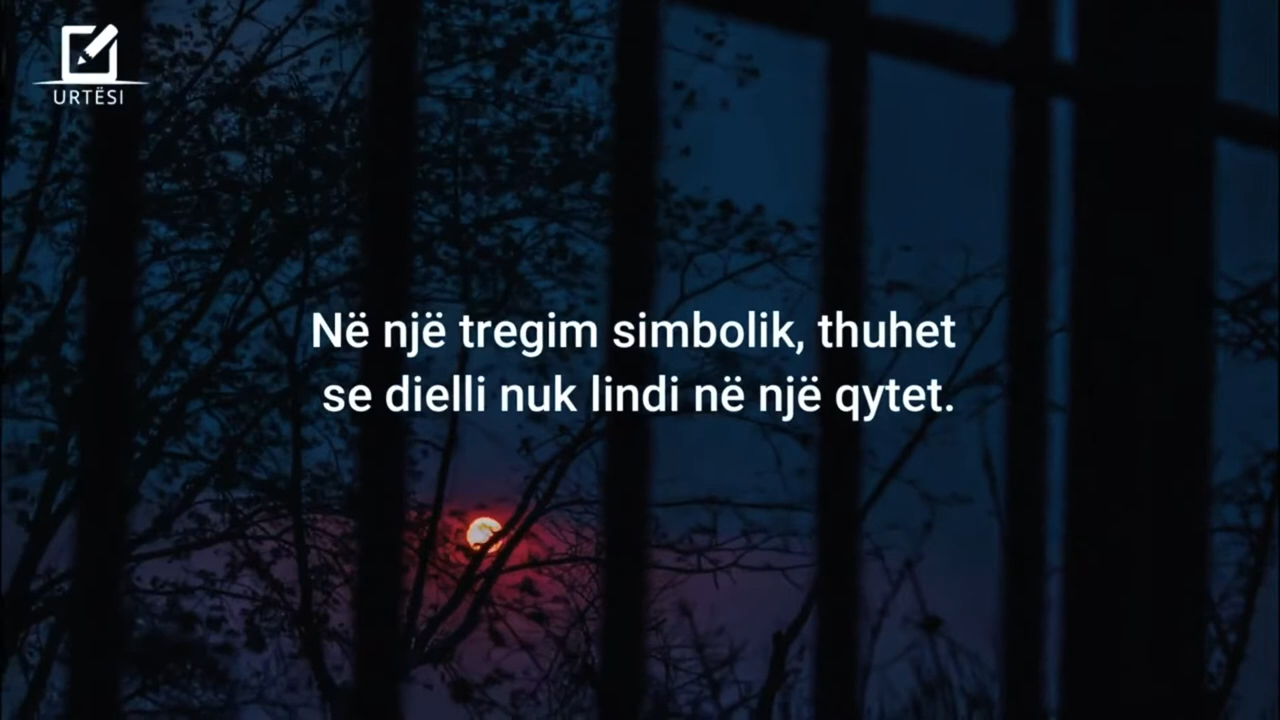 URTËSI
Në një tregim simbolik, thuhet
se dielli nuk lindi në një qytet.